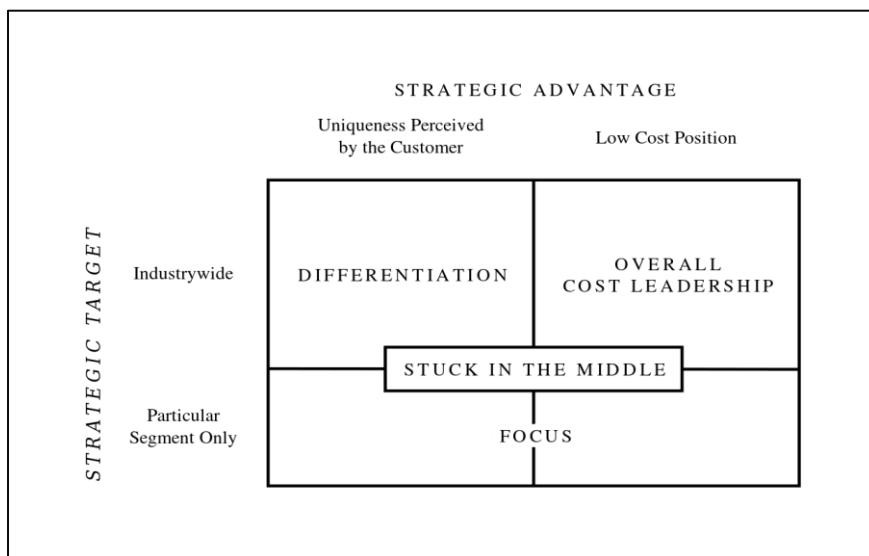 STRATEGIC ADVANTAGE
Uniqueness Perceived
by the Customer
Low Cost Position
STRATEGIC TARGET
Industrywide
DIFFERENTIATION
OVERALL
COST LEADERSHIP
STUCK IN THE MIDDLE
Particular
Segment Only
FOCUS